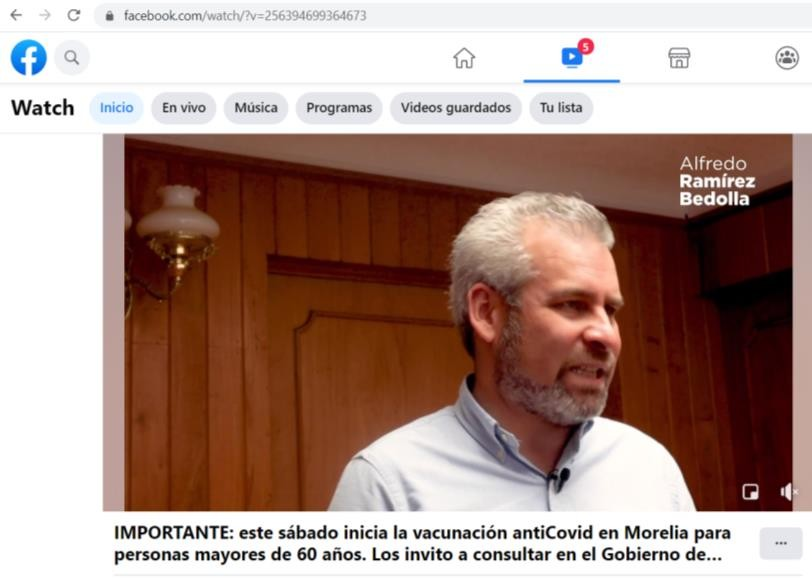 facebook.com/watch/?v=256394699364673
5
Watch
Inicio
En vivo
Música
Programas
Videos guardados
Tu lista
Alfredo
Ramírez
Bedolla
IMPORTANTE: este sábado inicia la vacunación antiCovid en Morelia para
personas mayores de 60 años. Los invito a consultar en el Gobierno de...